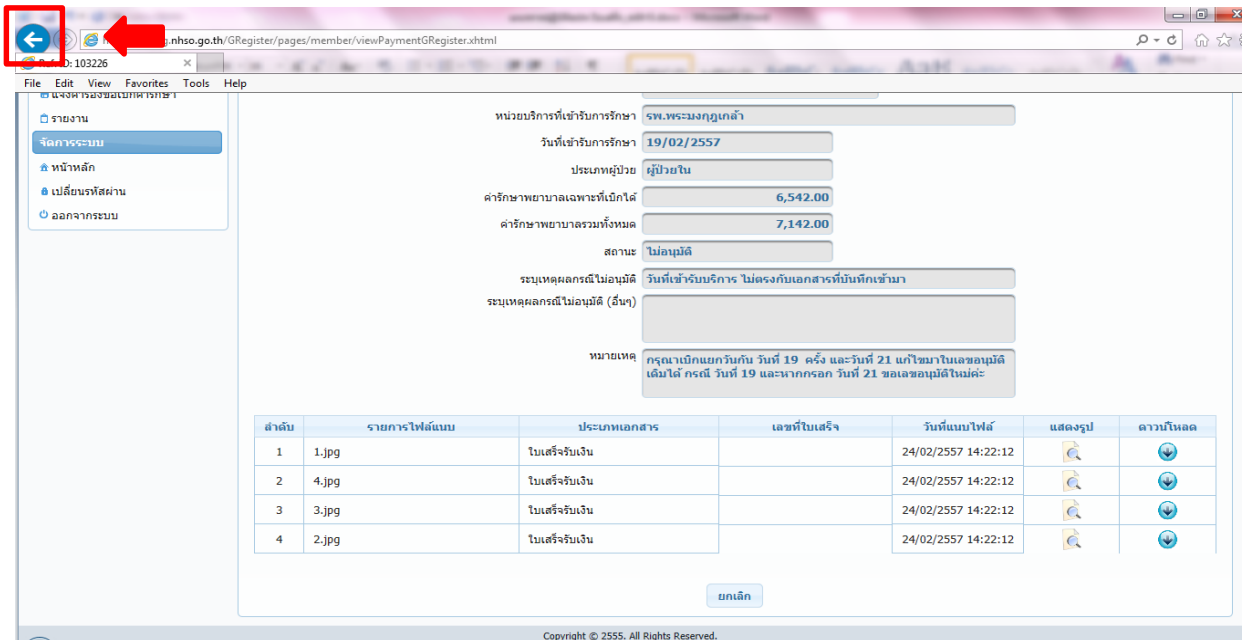 .nhso.go.th/GRegister/pages/member/viewPaymentGRegister.xhtml
ID: 103226
File Edit View Favorites Tools Help
แจ้งคำร้องขอเบิกค่ารักษา
รายงาน
จัดการระบบ
หน้าหลัก
เปลี่ยนรหัสผ่าน
ออกจากระบบ
หน่วยบริการที่เข้ารับการรักษา รพ.พระมงกุฎเกล้า
วันที่เข้ารับการรักษา 19/02/2557
ประเภทผู้ป่วย ผู้ป่วยใน
ค่ารักษาพยาบาลเฉพาะที่เบิกได้ 6,542.00
ค่ารักษาพยาบาลรวมทั้งหมด 7,142.00
สถานะ ไม่อนุมัติ
ระบุเหตุผลกรณีไม่อนุมัติ วันที่เข้ารับบริการ ไม่ตรงกับเอกสารที่บันทึกเข้ามา
ระบุเหตุผลกรณีไม่อนุมัติ (อื่นๆ)
หมายเหตุ กรุณาเบิกแยกวันกัน วันที่ 19 ครั้ง และวันที่ 21 แก้ไขมาในเลขอนุมัติ
เดิมได้ กรณี วันที่ 19 และหากกรอก วันที่ 21 ขอเลขอนุมัติใหม่ค่ะ
ลำดับ รายการไฟล์แนบ ประเภทเอกสาร เลขที่ใบเสร็จ วันที่แนบไฟล์ แสดงรูป ดาวน์โหลด
1 1.jpg ใบเสร็จรับเงิน 24/02/2557 14:22:12
2 4.jpg ใบเสร็จรับเงิน 24/02/2557 14:22:12
3 3.jpg ใบเสร็จรับเงิน 24/02/2557 14:22:12
4 2.jpg ใบเสร็จรับเงิน 24/02/2557 14:22:12
ยกเลิก
Copyright © 2555. All Rights Reserved.